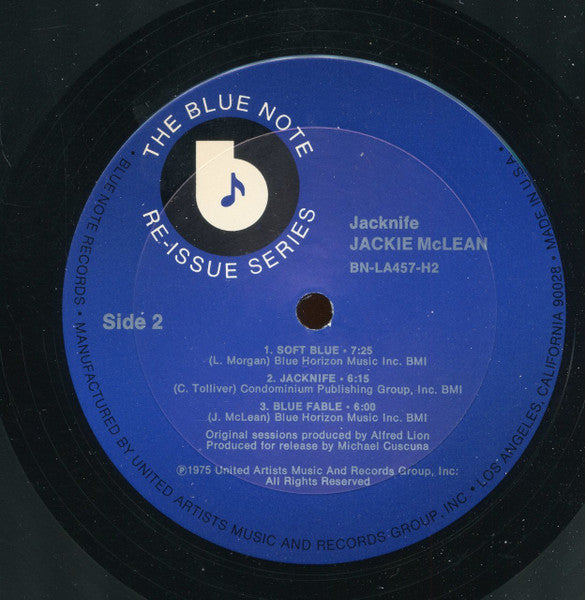 THE BLUE NOTE
RE-ISSUE SERIES
b
Jacknife
JACKIE McLEAN
BN-LA457-H2
Side 2
1. SOFT BLUE • 7:25
(L. Morgan) Blue Horizon Music Inc. BMI
2. JACKNIFE • 6:15
(C. Tolliver) Condominium Publishing Group, Inc. BMI
3. BLUE FABLE • 6:00
(J. McLean) Blue Horizon Music Inc. BMI
Original sessions produced by Alfred Lion
Produced for release by Michael Cuscuna
Ⓟ1975 United Artists Music And Records Group, Inc.
All Rights Reserved
• BLUE NOTE RECORDS • MANUFACTURED BY UNITED ARTISTS MUSIC AND RECORDS GROUP, INC • LOS ANGELES, CALIFORNIA 90028 • MADE IN U.S.A •